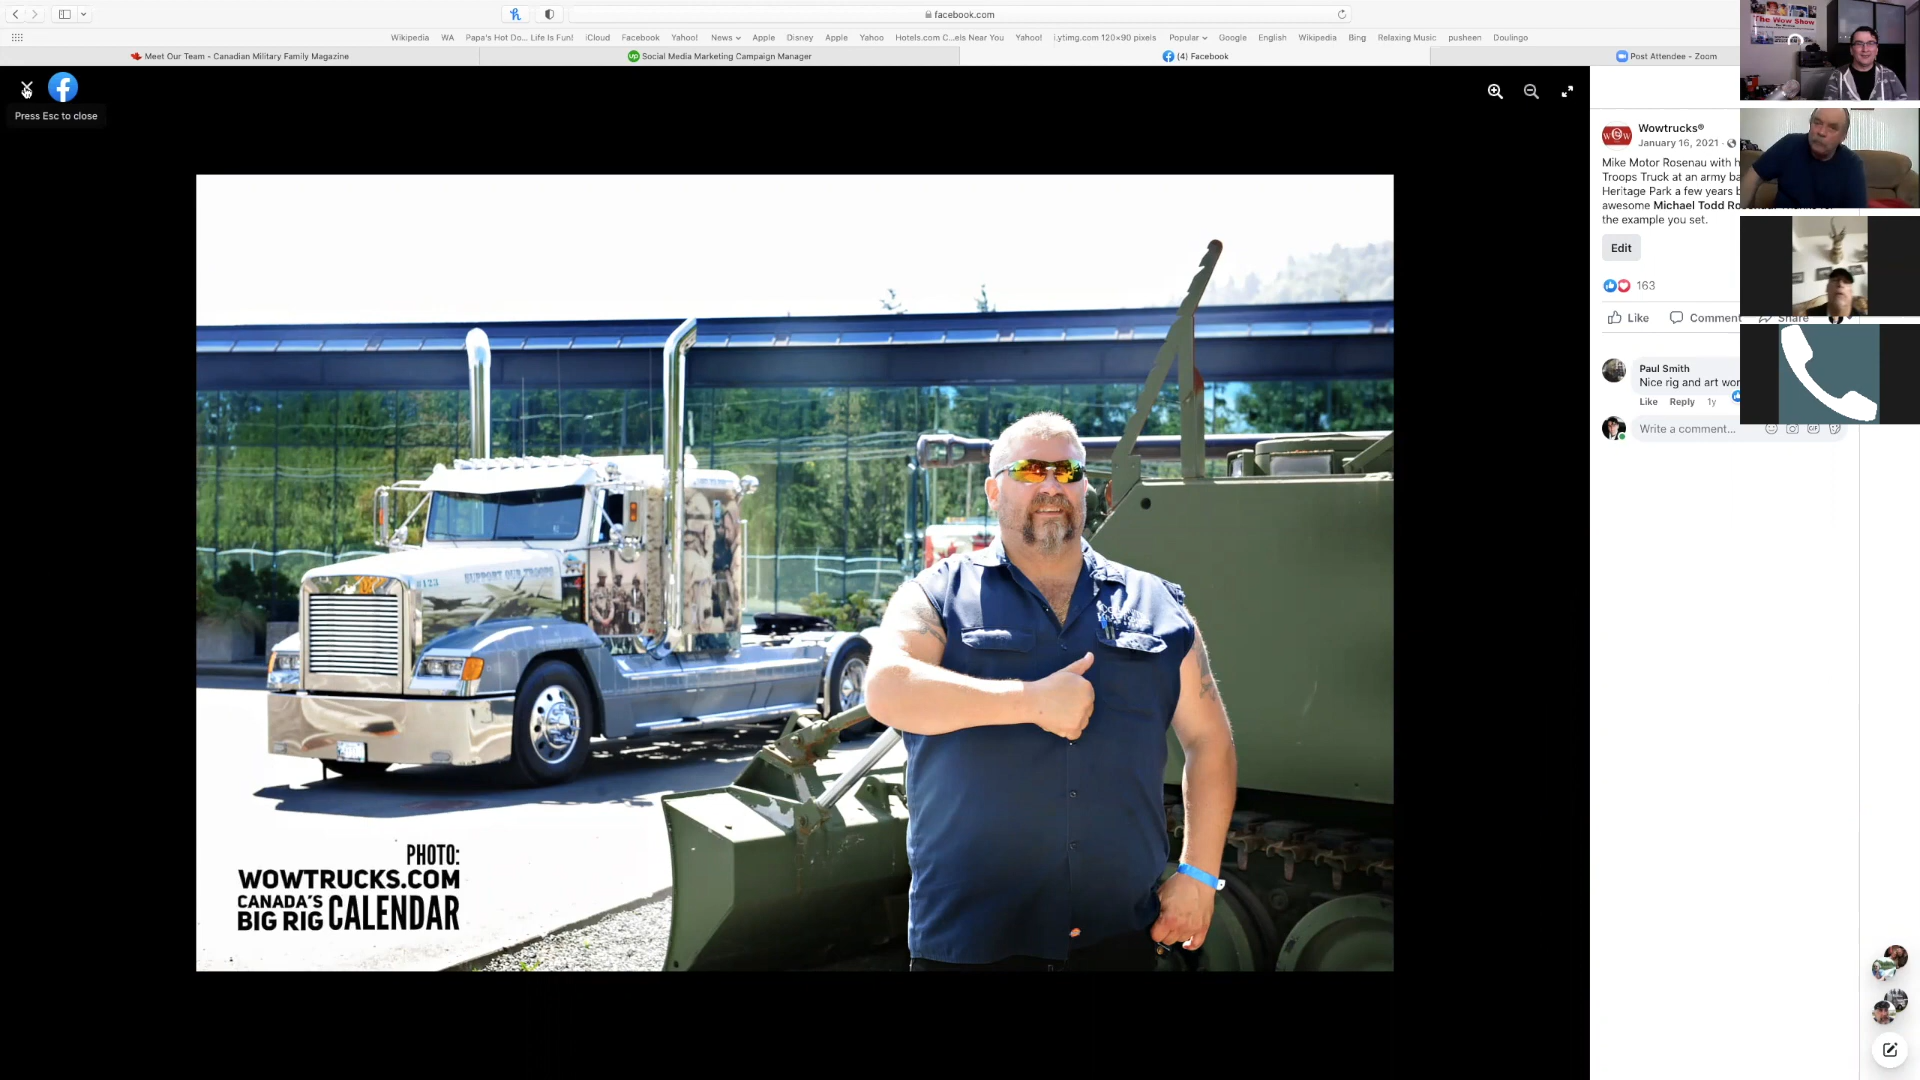 facebook.com
Wikipedia WA Papa's Hot Do... Life Is Fun! iCloud Facebook Yahoo! News Apple Disney Apple Yahoo Hotels.com C...els Near You Yahoo! i.ytimg.com 120×90 pixels Popular Google English Wikipedia Bing Relaxing Music pusheen Doulingo
Meet Our Team - Canadian Military Family Magazine
Social Media Marketing Campaign Manager
(4) Facebook
Post Attendee - Zoom
The Wow Show
Press Esc to close
Wowtrucks®
January 16, 2021 ·
Mike Motor Rosenau with
Troops Truck at an army
Heritage Park a few years
awesome Michael Todd
the example you set.
Edit
163
Like Comment Share
Paul Smith
Nice rig and art
Like Reply 1y
Write a comment...
#123
SUPPORT OUR TROOPS
PHOTO:
WOWTRUCKS.COM
CANADA'S
BIG RIG CALENDAR